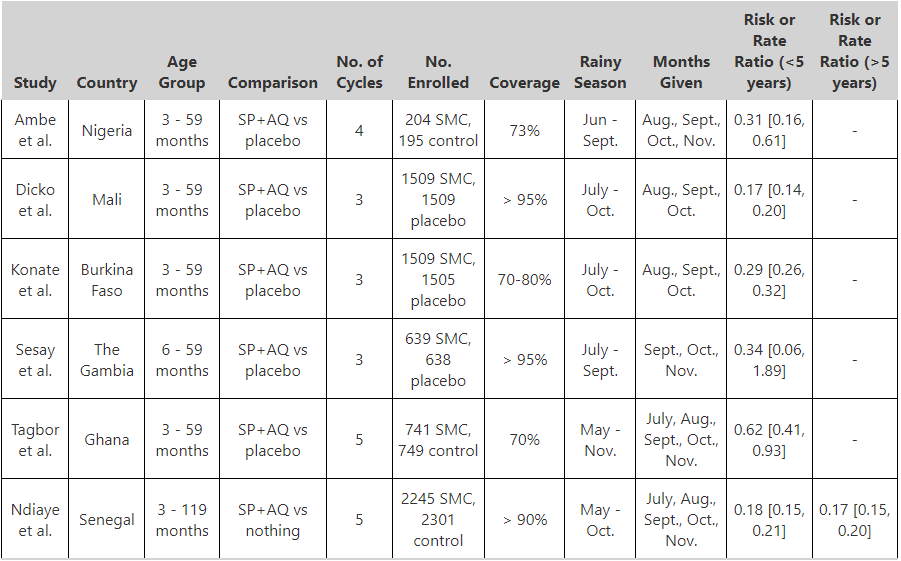 Study
Country
Age
Group
Comparison
No. of
Cycles
No.
Enrolled
Coverage
Rainy
Season
Months
Given
Risk or
Rate
Ratio (<5
years)
Risk or
Rate
Ratio (>5
years)
Ambe
et al.
Nigeria
3 - 59
months
SP+AQ vs
placebo
4
204 SMC,
195 control
73%
Jun -
Sept.
Aug., Sept.,
Oct., Nov.
0.31 [0.16,
0.61]
-
Dicko
et al.
Mali
3 - 59
months
SP+AQ vs
placebo
3
1509 SMC,
1509
placebo
> 95%
July -
Oct.
Aug., Sept.,
Oct.
0.17 [0.14,
0.20]
-
Konate
et al.
Burkina
Faso
3 - 59
months
SP+AQ vs
placebo
3
1509 SMC,
1505
placebo
70-80%
July -
Oct.
Aug., Sept.,
Oct.
0.29 [0.26,
0.32]
-
Sesay
et al.
The
Gambia
6 - 59
months
SP+AQ vs
placebo
3
639 SMC,
638
placebo
> 95%
July -
Sept.
Sept., Oct.,
Nov.
0.34 [0.06,
1.89]
-
Tagbor
et al.
Ghana
3 - 59
months
SP+AQ vs
placebo
5
741 SMC,
749 control
70%
May -
Nov.
July, Aug.,
Sept., Oct.,
Nov.
0.62 [0.41,
0.93]
-
Ndiaye
et al.
Senegal
3 - 119
months
SP+AQ vs
nothing
5
2245 SMC,
2301
control
> 90%
May -
Oct.
July, Aug.,
Sept., Oct.,
Nov.
0.18 [0.15,
0.21]
0.17 [0.15,
0.20]